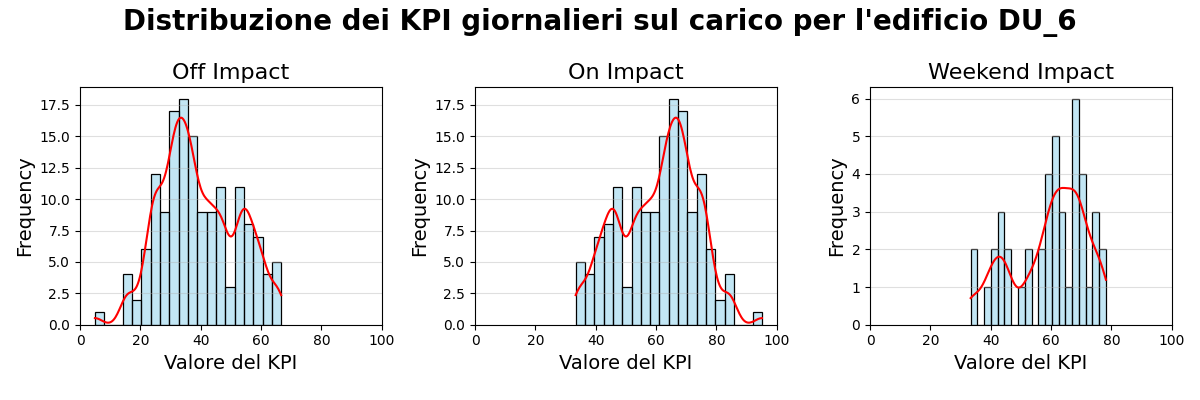 Distribuzione dei KPI giornalieri sul carico per l'edificio DU_6
Off Impact
On Impact
Weekend Impact
Frequency
17.5
15.0
12.5
10.0
7.5
5.0
2.5
0.0
0 20 40 60 80 100
Valore del KPI
Frequency
17.5
15.0
12.5
10.0
7.5
5.0
2.5
0.0
0 20 40 60 80 100
Valore del KPI
Frequency
6
5
4
3
2
1
0
0 20 40 60 80 100
Valore del KPI